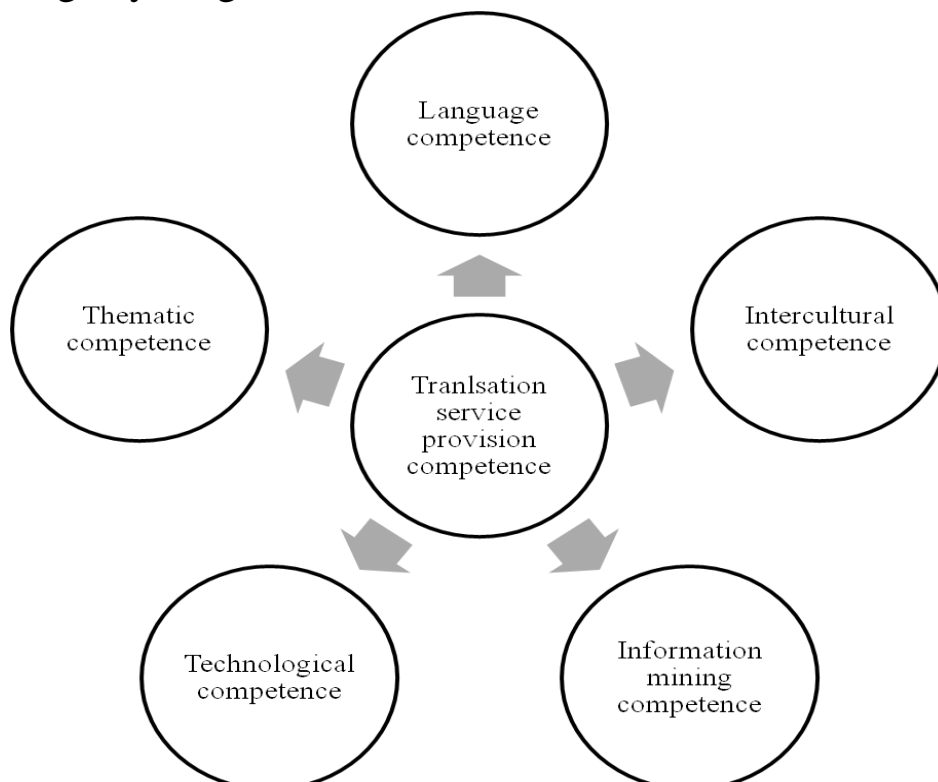 Language
competence
Thematic
competence
Intercultural
competence
Tranlsation
service
provision
competence
Technological
competence
Information
mining
competence